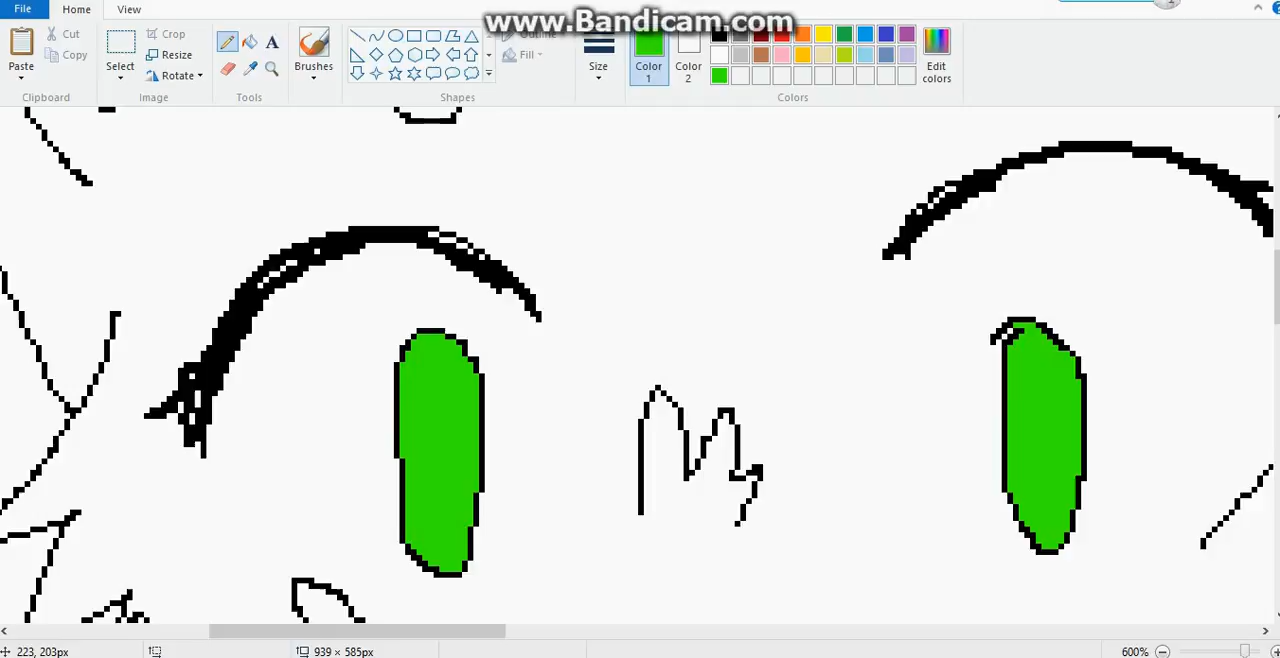 www.Bandicam.com
File
Home
View
Paste
Cut
Copy
Clipboard
Select
Crop
Resize
Rotate
Image
A
Tools
Brushes
Shapes
Outline
Fill
Size
Color
1
Color
2
Edit
colors
Colors
223, 203px
939 × 585px
600%